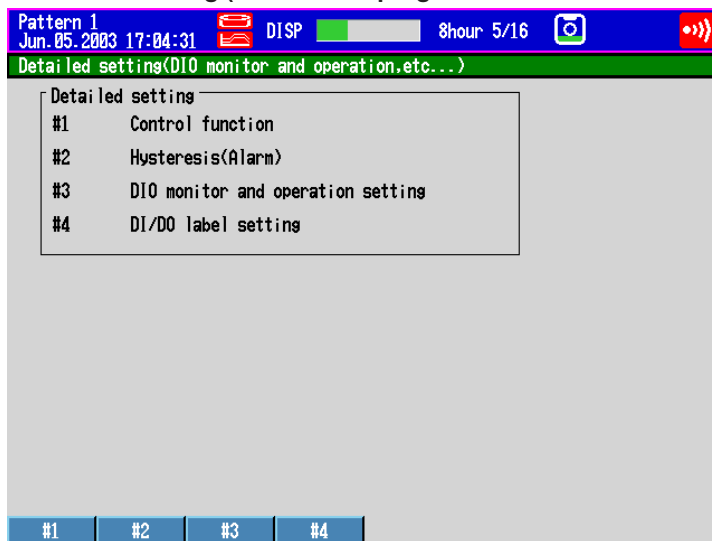 Pattern 1
Jun.05.2003 17:04:31
DISP
8hour 5/16
Detailed setting(DIO monitor and operation,etc...)
Detailed setting
#1 Control function
#2 Hysteresis(Alarm)
#3 DIO monitor and operation setting
#4 DI/DO label setting
#1 #2 #3 #4